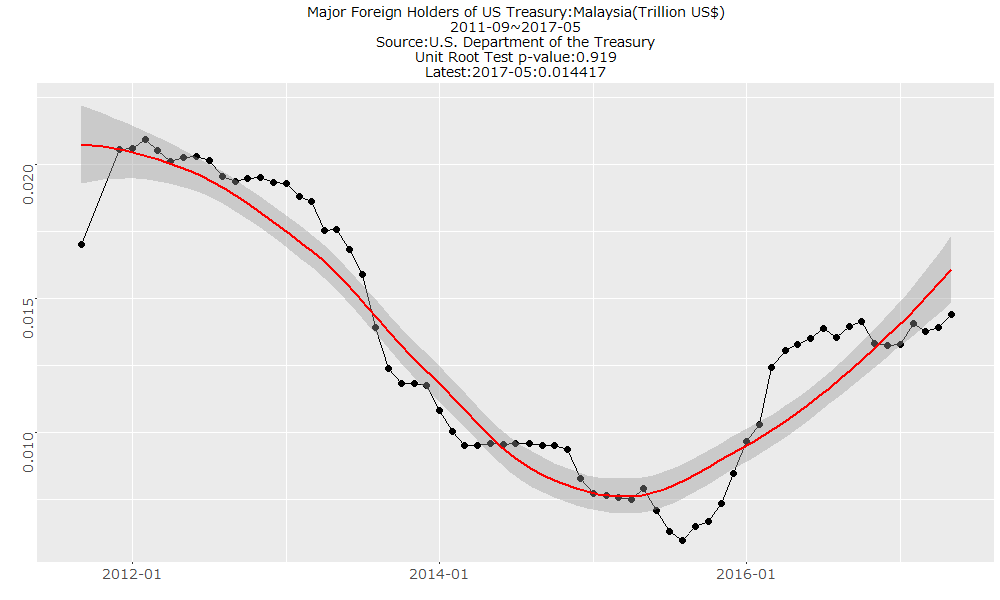 Major Foreign Holders of US Treasury:Malaysia(Trillion US$)
2011-09~2017-05
Source:U.S. Department of the Treasury
Unit Root Test p-value:0.919
Latest:2017-05:0.014417
0.020
0.015
0.010
2012-01
2014-01
2016-01